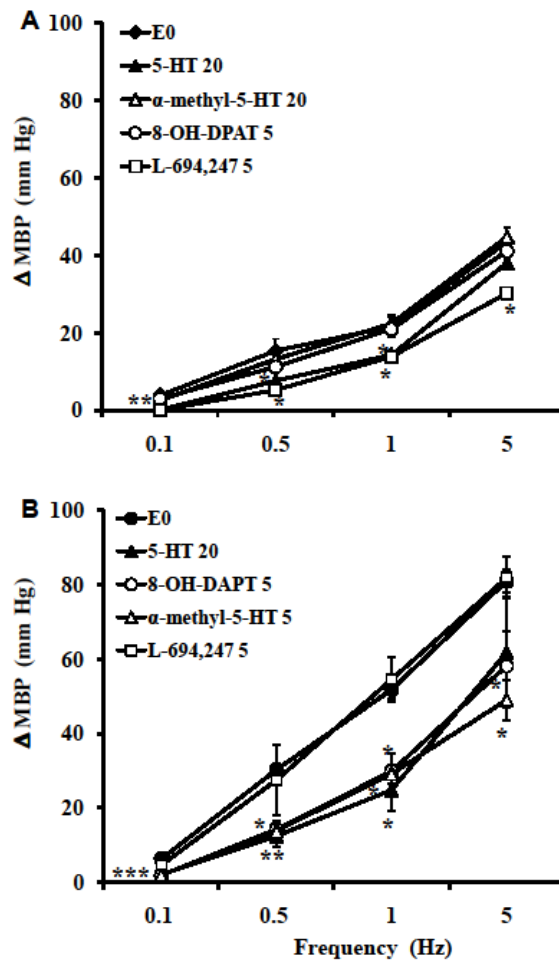 A 100
E0
5-HT 20
80
α-methyl-5-HT 20
8-OH-DPAT 5
60
L-694,247 5
Δ MBP (mm Hg)
40
20
*
*
*
*
*
**
0
0.1 0.5 1 5
B 100
E0
5-HT 20
80
8-OH-DAPT 5
α-methyl-5-HT 5
60
L-694,247 5
Δ MBP (mm Hg)
*
40
*
*
20
*
*
*
**
***
0
0.1 0.5 1 5
Frequency (Hz)